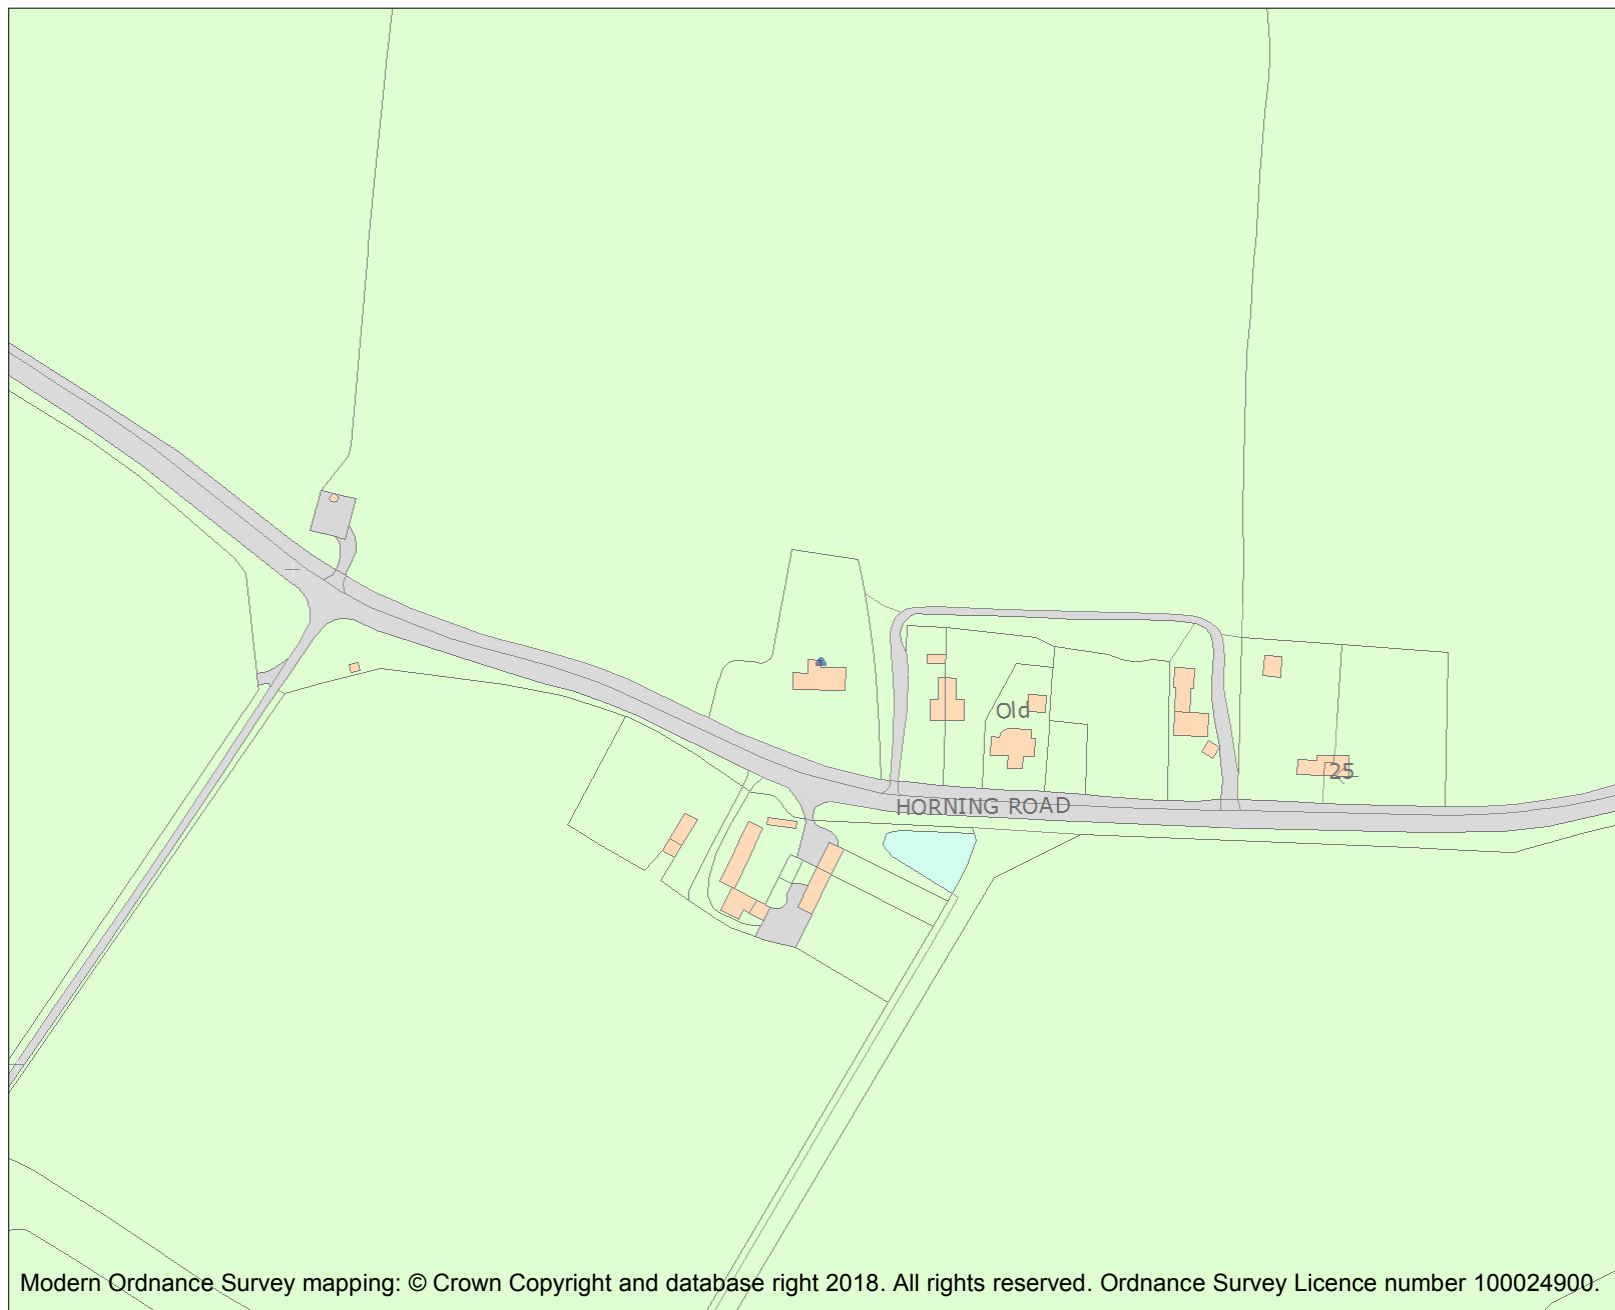 Old
25
HORNING ROAD
Modern Ordnance Survey mapping: © Crown Copyright and database right 2018. All rights reserved. Ordnance Survey Licence number 100024900.